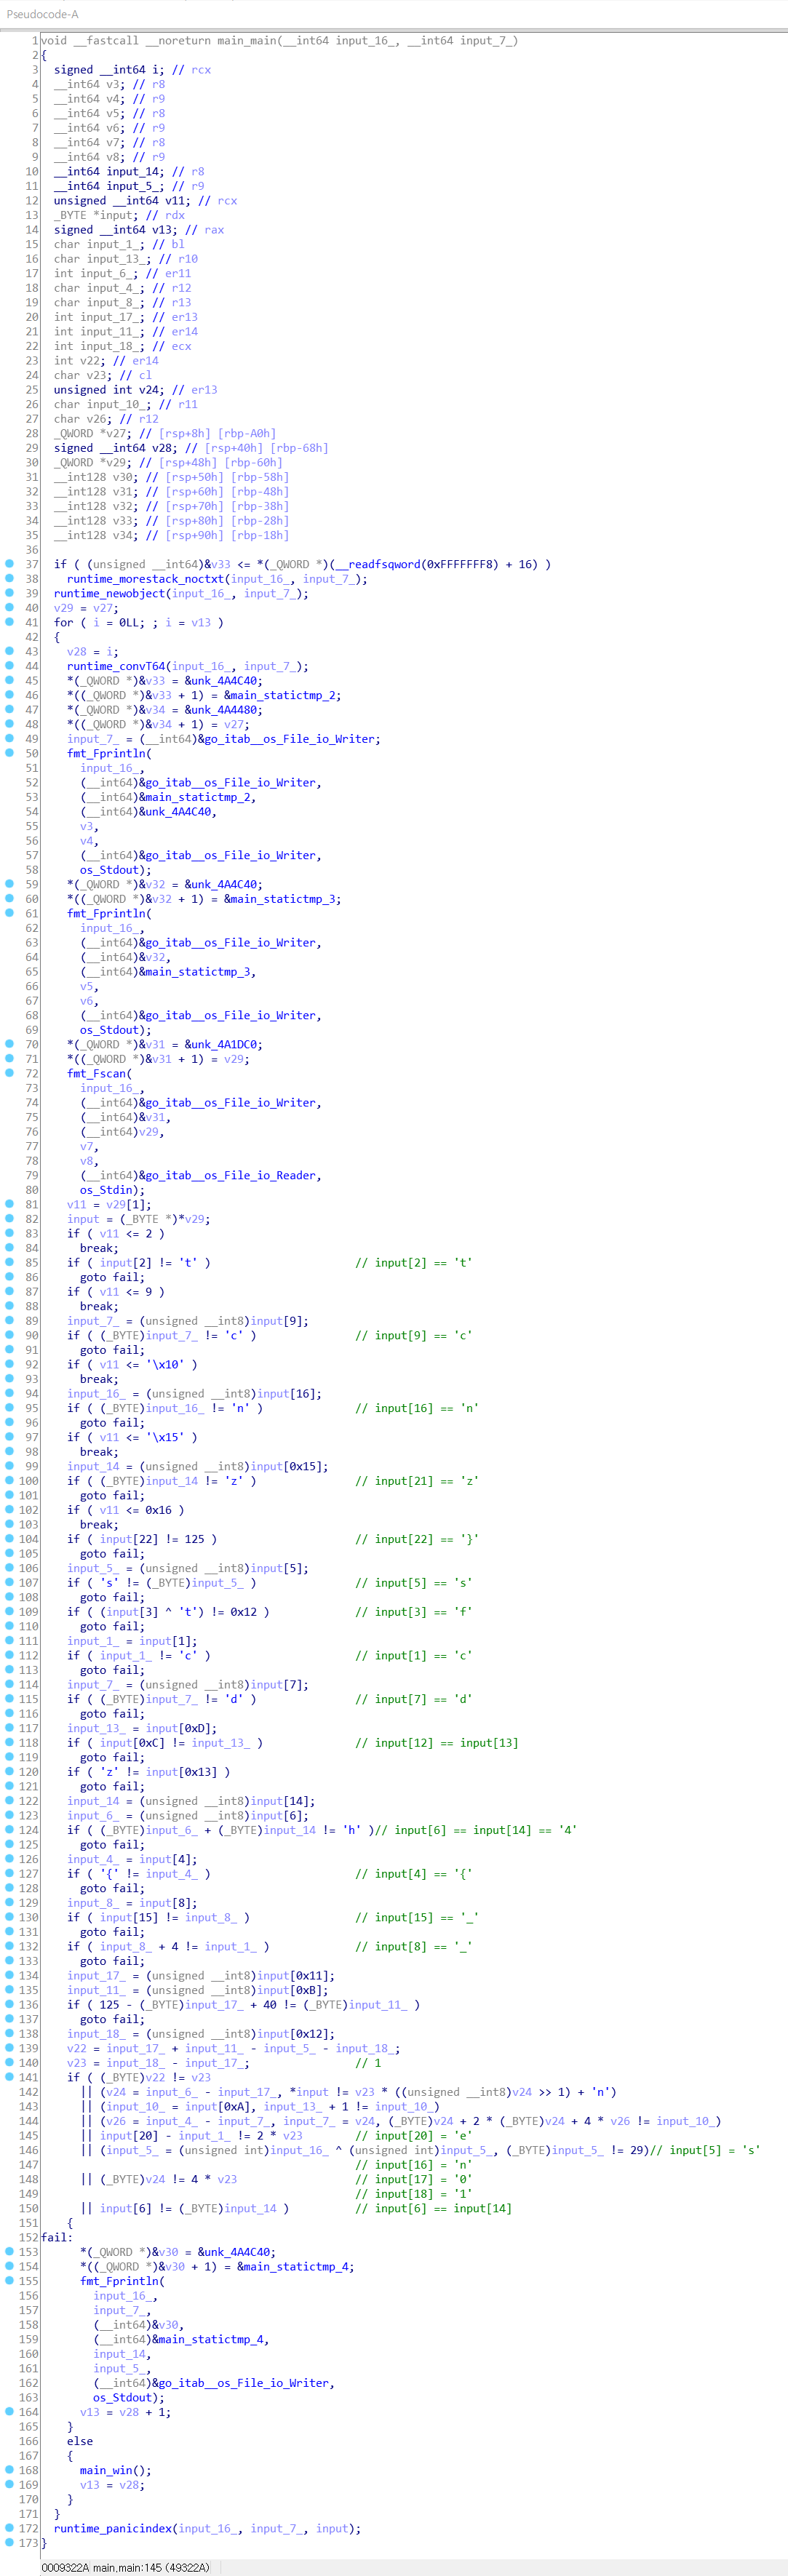 Pseudocode-A
1 void __fastcall __noreturn main_main(__int64 input_16_, __int64 input_7_)
2 {
3 signed __int64 i; // rcx
4 __int64 v3; // r8
5 __int64 v4; // r9
6 __int64 v5; // r8
7 __int64 v6; // r9
8 __int64 v7; // r8
9 __int64 v8; // r9
10 __int64 input_14; // r8
11 __int64 input_5_; // r9
12 unsigned __int64 v11; // rcx
13 _BYTE *input; // rdx
14 signed __int64 v13; // rax
15 char input_1_; // bl
16 char input_13_; // r10
17 int input_6_; // er11
18 char input_4_; // r12
19 char input_8_; // r13
20 int input_17_; // er13
21 int input_11_; // er14
22 int input_18_; // ecx
23 int v22; // er14
24 char v23; // cl
25 unsigned int v24; // er13
26 char input_10_; // r11
27 char v26; // r12
28 _QWORD *v27; // [rsp+8h] [rbp-A0h]
29 signed __int64 v28; // [rsp+40h] [rbp-68h]
30 _QWORD *v29; // [rsp+48h] [rbp-60h]
31 __int128 v30; // [rsp+50h] [rbp-58h]
32 __int128 v31; // [rsp+60h] [rbp-48h]
33 __int128 v32; // [rsp+70h] [rbp-38h]
34 __int128 v33; // [rsp+80h] [rbp-28h]
35 __int128 v34; // [rsp+90h] [rbp-18h]
36
37 if ( (unsigned __int64)&v33 <= *(_QWORD *)(__readfsqword(0xFFFFFFF8) + 16) )
38 runtime_morestack_noctxt(input_16_, input_7_);
39 runtime_newobject(input_16_, input_7_);
40 v29 = v27;
41 for ( i = 0LL; ; i = v13 )
42 {
43 v28 = i;
44 runtime_convT64(input_16_, input_7_);
45 *(_QWORD *)&v33 = &unk_4A4C40;
46 *((_QWORD *)&v33 + 1) = &main_statictmp_2;
47 *(_QWORD *)&v34 = &unk_4A4480;
48 *((_QWORD *)&v34 + 1) = v27;
49 input_7_ = (__int64)&go_itab__os_File_io_Writer;
50 fmt_Fprintln(
51 input_16_,
52 (__int64)&go_itab__os_File_io_Writer,
53 (__int64)&main_statictmp_2,
54 (__int64)&unk_4A4C40,
55 v3,
56 v4,
57 (__int64)&go_itab__os_File_io_Writer,
58 os_Stdout);
59 *(_QWORD *)&v32 = &unk_4A4C40;
60 *((_QWORD *)&v32 + 1) = &main_statictmp_3;
61 fmt_Fprintln(
62 input_16_,
63 (__int64)&go_itab__os_File_io_Writer,
64 (__int64)&v32,
65 (__int64)&main_statictmp_3,
66 v5,
67 v6,
68 (__int64)&go_itab__os_File_io_Writer,
69 os_Stdout);
70 *(_QWORD *)&v31 = &unk_4A1DC0;
71 *((_QWORD *)&v31 + 1) = v29;
72 fmt_Fscan(
73 input_16_,
74 (__int64)&go_itab__os_File_io_Writer,
75 (__int64)&v31,
76 (__int64)v29,
77 v7,
78 v8,
79 (__int64)&go_itab__os_File_io_Reader,
80 os_Stdin);
81 v11 = v29[1];
82 input = (_BYTE *)*v29;
83 if ( v11 <= 2 )
84 break;
85 if ( input[2] != 't' ) // input[2] == 't'
86 goto fail;
87 if ( v11 <= 9 )
88 break;
89 input_7_ = (unsigned __int8)input[9];
90 if ( (_BYTE)input_7_ != 'c' ) // input[9] == 'c'
91 goto fail;
92 if ( v11 <= '\x10' )
93 break;
94 input_16_ = (unsigned __int8)input[16];
95 if ( (_BYTE)input_16_ != 'n' ) // input[16] == 'n'
96 goto fail;
97 if ( v11 <= '\x15' )
98 break;
99 input_14 = (unsigned __int8)input[0x15];
100 if ( (_BYTE)input_14 != 'z' ) // input[21] == 'z'
101 goto fail;
102 if ( v11 <= 0x16 )
103 break;
104 if ( input[22] != 125 ) // input[22] == '}'
105 goto fail;
106 input_5_ = (unsigned __int8)input[5];
107 if ( 's' != (_BYTE)input_5_ ) // input[5] == 's'
108 goto fail;
109 if ( (input[3] ^ 't') != 0x12 ) // input[3] == 'f'
110 goto fail;
111 input_1_ = input[1];
112 if ( input_1_ != 'c' ) // input[1] == 'c'
113 goto fail;
114 input_7_ = (unsigned __int8)input[7];
115 if ( (_BYTE)input_7_ != 'd' ) // input[7] == 'd'
116 goto fail;
117 input_13_ = input[0xD];
118 if ( input[0xC] != input_13_ ) // input[12] == input[13]
119 goto fail;
120 if ( 'z' != input[0x13] )
121 goto fail;
122 input_14 = (unsigned __int8)input[14];
123 input_6_ = (unsigned __int8)input[6];
124 if ( (_BYTE)input_6_ + (_BYTE)input_14 != 'h' )// input[6] == input[14] == '4'
125 goto fail;
126 input_4_ = input[4];
127 if ( '{' != input_4_ ) // input[4] == '{'
128 goto fail;
129 input_8_ = input[8];
130 if ( input[15] != input_8_ ) // input[15] == '_'
131 goto fail;
132 if ( input_8_ + 4 != input_1_ ) // input[8] == '_'
133 goto fail;
134 input_17_ = (unsigned __int8)input[0x11];
135 input_11_ = (unsigned __int8)input[0xB];
136 if ( 125 - (_BYTE)input_17_ + 40 != (_BYTE)input_11_ )
137 goto fail;
138 input_18_ = (unsigned __int8)input[0x12];
139 v22 = input_17_ + input_11_ - input_5_ - input_18_;
140 v23 = input_18_ - input_17_; // 1
141 if ( (_BYTE)v22 != v23
142 || (v24 = input_6_ - input_17_, *input != v23 * ((unsigned __int8)v24 >> 1) + 'n')
143 || (input_10_ = input[0xA], input_13_ + 1 != input_10_)
144 || (v26 = input_4_ - input_7_, input_7_ = v24, (_BYTE)v24 + 2 * (_BYTE)v24 + 4 * v26 != input_10_)
145 || input[20] - input_1_ != 2 * v23 // input[20] = 'e'
146 || (input_5_ = (unsigned int)input_16_ ^ (unsigned int)input_5_, (_BYTE)input_5_ != 29)// input[5] = 's'
147 // input[16] = 'n'
148 || (_BYTE)v24 != 4 * v23 // input[17] = '0'
149 // input[18] = '1'
150 || input[6] != (_BYTE)input_14 ) // input[6] == input[14]
151 {
152 fail:
153 *(_QWORD *)&v30 = &unk_4A4C40;
154 *((_QWORD *)&v30 + 1) = &main_statictmp_4;
155 fmt_Fprintln(
156 input_16_,
157 input_7_,
158 (__int64)&v30,
159 (__int64)&main_statictmp_4,
160 input_14,
161 input_5_,
162 (__int64)&go_itab__os_File_io_Writer,
163 os_Stdout);
164 v13 = v28 + 1;
165 }
166 else
167 {
168 main_win();
169 v13 = v28;
170 }
171 }
172 runtime_panicindex(input_16_, input_7_, input);
173 }
0009322A main.main:145 (49322A)